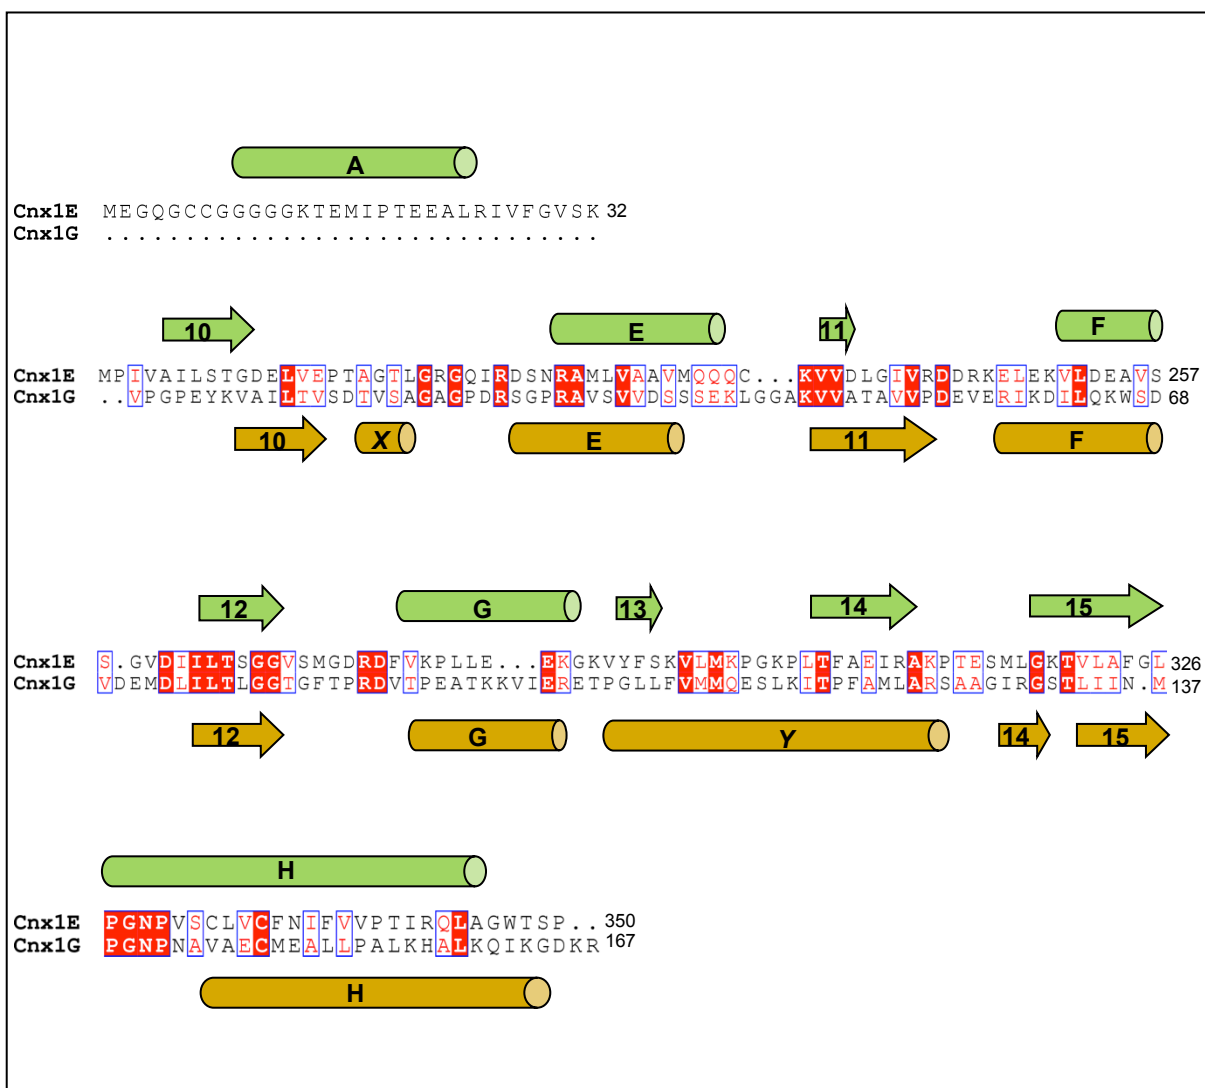 A
Cnx1E MEGQGCCGGGGGKTEMIPTEEALRIVFGVSK 32
Cnx1G ...............................
10 E 11 F
Cnx1E MPIVAILSTGDELVEPTAGTLGRGQIRDSNRAMLVAAVMQQQC...KVVDLGIVRDDRKELEKVLDEAVS 257
Cnx1G ..VPGPEYKVAILTVSDTVSAGAGPDRSGPRAVSVVDSSSEKLGGAKVVATAVVPDEVERIKDILQKWSD 68
10 X E 11 F
12 G 13 14 15
Cnx1E S.GVDIILTSGGVSMGDRDFVKPLLE...EKGKVYFSKVLMKPGKPLTFAEIRAKPTESMLGKTVLAFGL 326
Cnx1G VDEMDLILTLGGTGFTPRDVTPEATKKVIERETPGLLFVMMQESLKITPFAMLARSAAGIRGSTLIIN.M 137
12 G Y 14 15
H
Cnx1E PGNPVSCLVCFNIFVVPTIRQLAGWTSP.. 350
Cnx1G PGNPNAVAECMEALLPALKHALKQIKGDKR 167
H